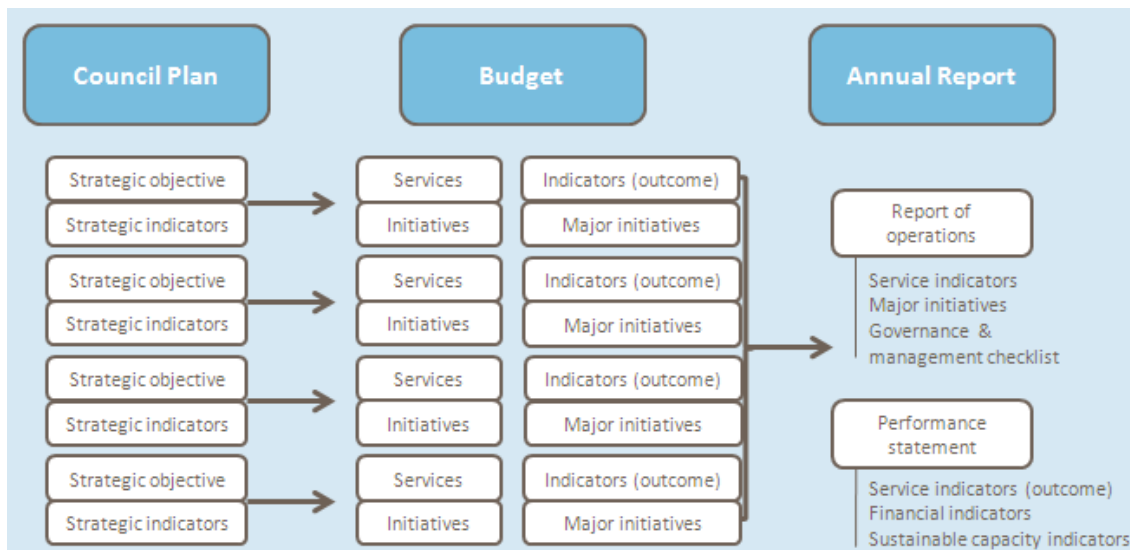 Council Plan
Budget
Annual Report
Strategic objective
Strategic indicators
Strategic objective
Strategic indicators
Strategic objective
Strategic indicators
Strategic objective
Strategic indicators
Services
Initiatives
Services
Initiatives
Services
Initiatives
Services
Initiatives
Indicators (outcome)
Major initiatives
Indicators (outcome)
Major initiatives
Indicators (outcome)
Major initiatives
Indicators (outcome)
Major initiatives
Report of
operations
Service indicators
Major initiatives
Governance &
management checklist
Performance
statement
Service indicators (outcome)
Financial indicators
Sustainable capacity indicators